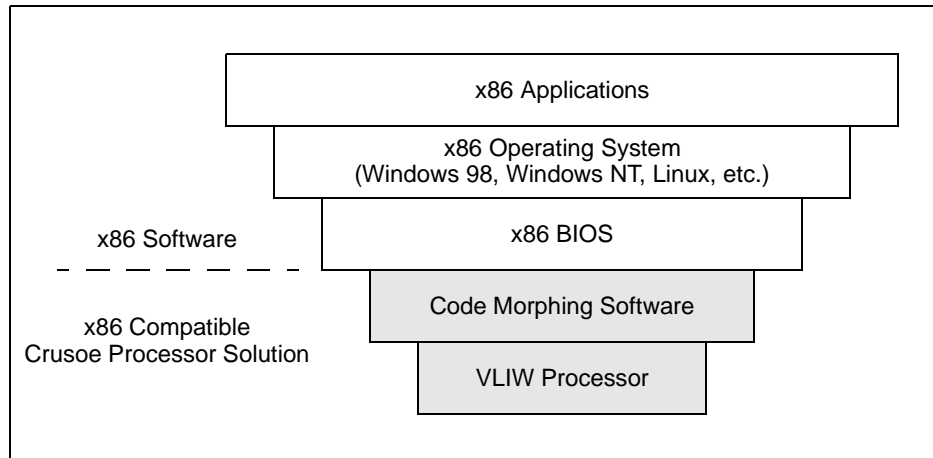 x86 Applications
x86 Operating System
(Windows 98, Windows NT, Linux, etc.)
x86 BIOS
x86 Software
Code Morphing Software
x86 Compatible
Crusoe Processor Solution
VLIW Processor